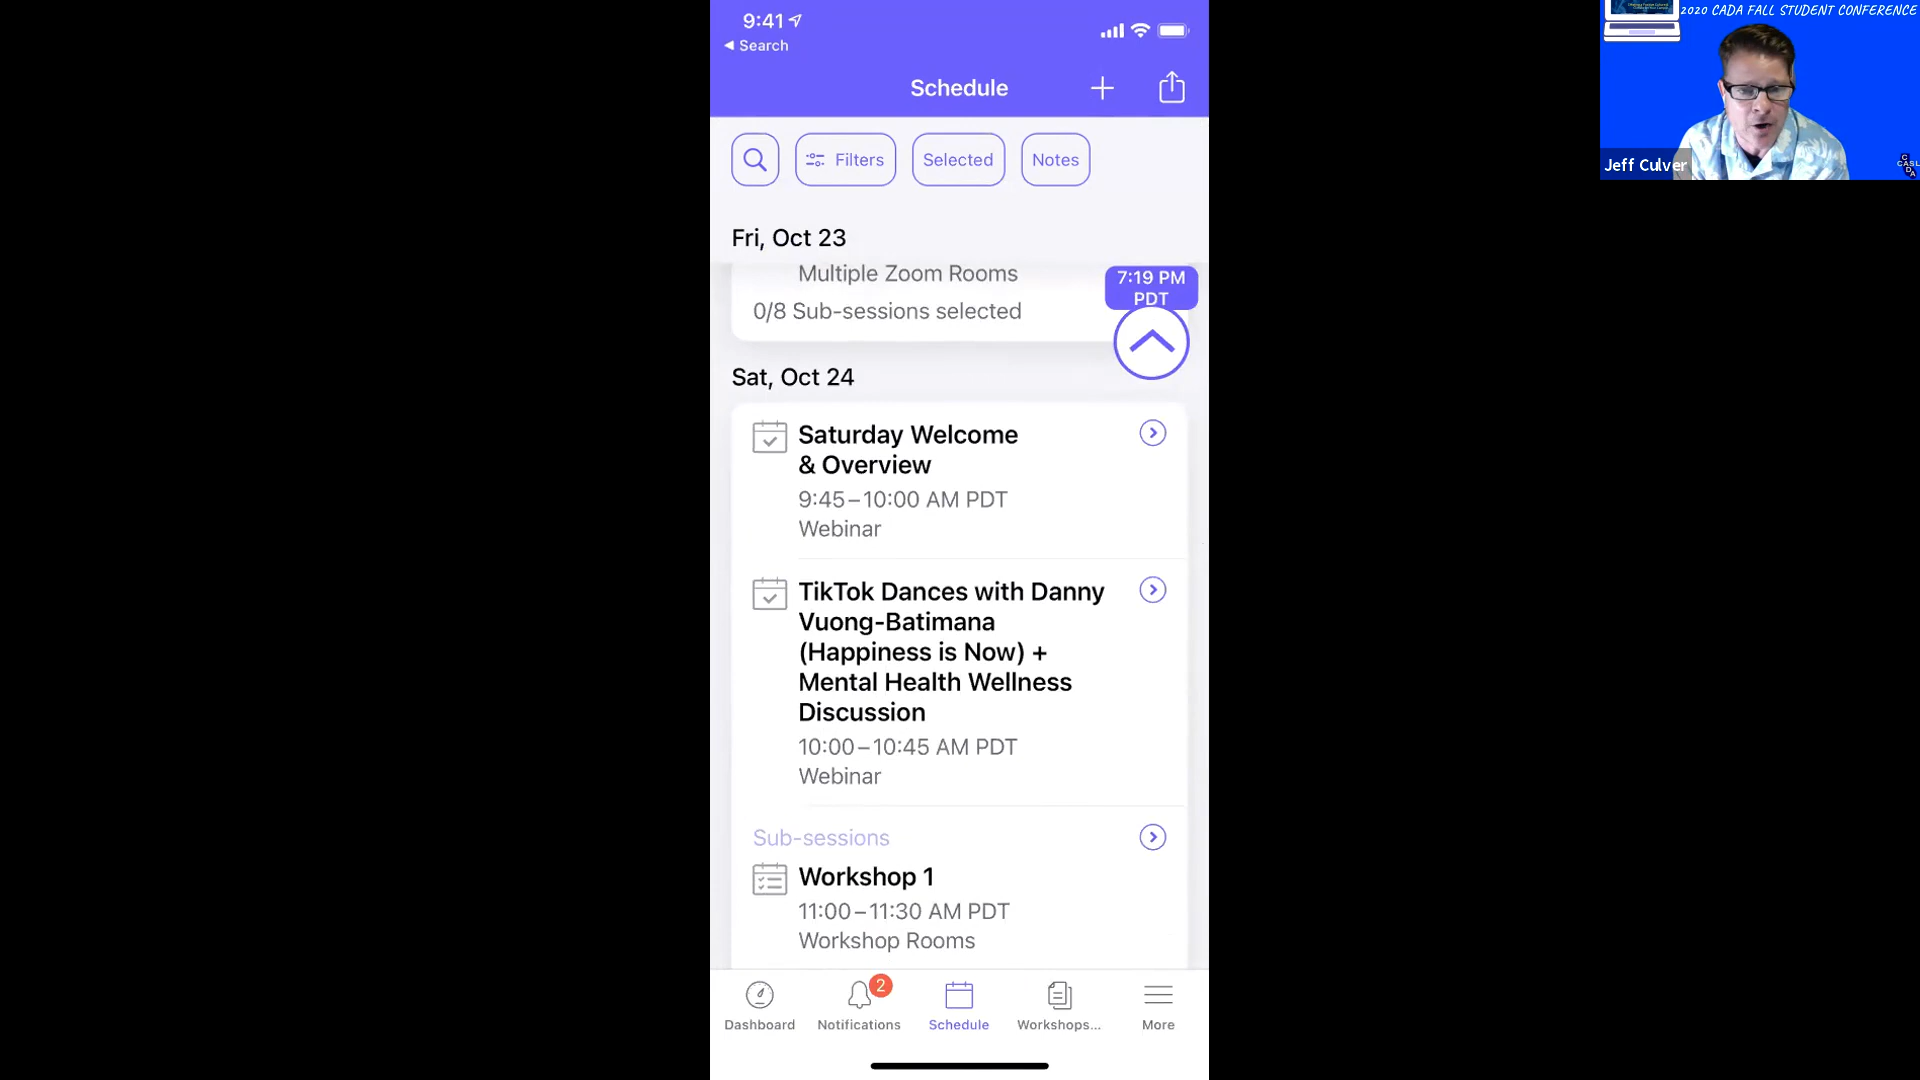 9:41
Search
Schedule
Filters
Selected
Notes
Fri, Oct 23
Multiple Zoom Rooms
0/8 Sub-sessions selected
7:19 PM
PDT
Sat, Oct 24
Saturday Welcome
& Overview
9:45–10:00 AM PDT
Webinar
TikTok Dances with Danny
Vuong-Batimana
(Happiness is Now) +
Mental Health Wellness
Discussion
10:00–10:45 AM PDT
Webinar
Sub-sessions
Workshop 1
11:00–11:30 AM PDT
Workshop Rooms
Dashboard
2
Notifications
Schedule
Workshops...
More
2020 CADA FALL STUDENT CONFERENCE
Jeff Culver